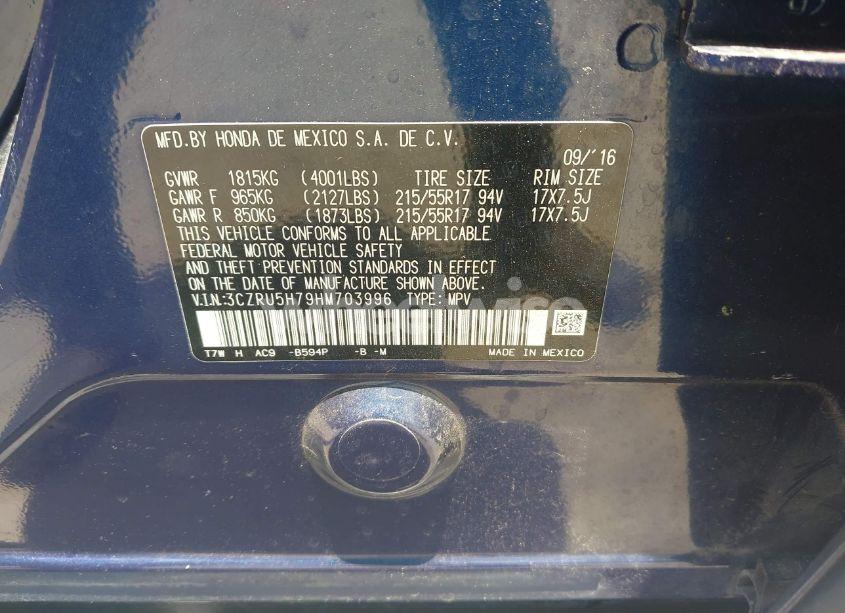 MFD.BY HONDA DE MEXICO S.A. DE C.V.
09/'16
GVWR 1815KG (4001LBS) TIRE SIZE RIM SIZE
GAWR F 965KG (2127LBS) 215/55R17 94V 17X7.5J
GAWR R 850KG (1873LBS) 215/55R17 94V 17X7.5J
THIS VEHICLE CONFORMS TO ALL APPLICABLE
FEDERAL MOTOR VEHICLE SAFETY
AND THEFT PREVENTION STANDARDS IN EFFECT
ON THE DATE OF MANUFACTURE SHOWN ABOVE.
V.I.N.:3CZRU5H79HM703996 TYPE: MPV
T7W H AC9 -B594P -B -M MADE IN MEXICO